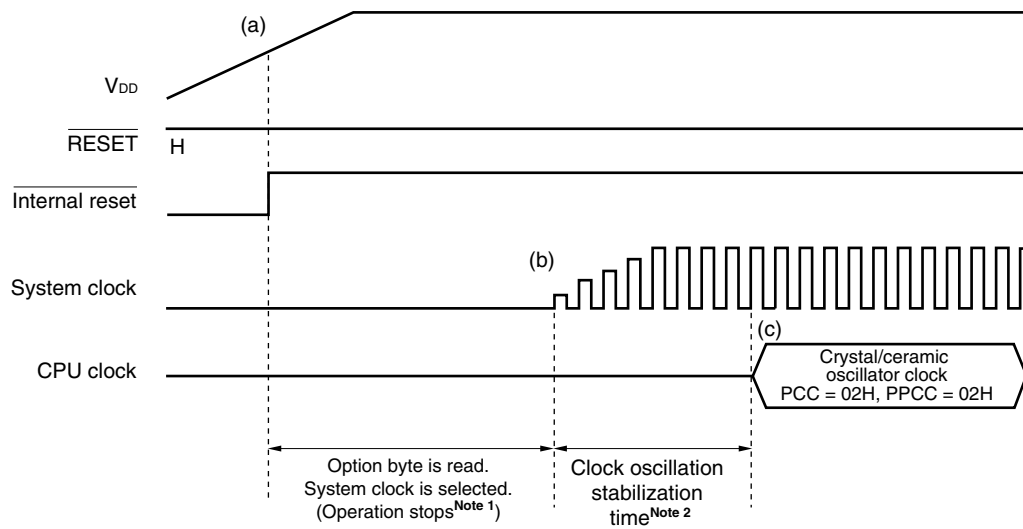 (a)
VDD
RESET
H
Internal reset
(b)
System clock
(c)
CPU clock
Crystal/ceramic
oscillator clock
PCC = 02H, PPCC = 02H
Option byte is read.
System clock is selected.
(Operation stopsNote 1)
Clock oscillation
stabilization
timeNote 2